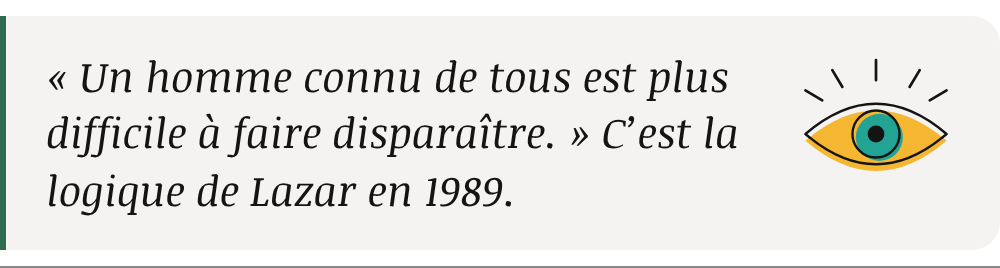 « Un homme connu de tous est plus
difficile à faire disparaître. » C’est la
logique de Lazar en 1989.